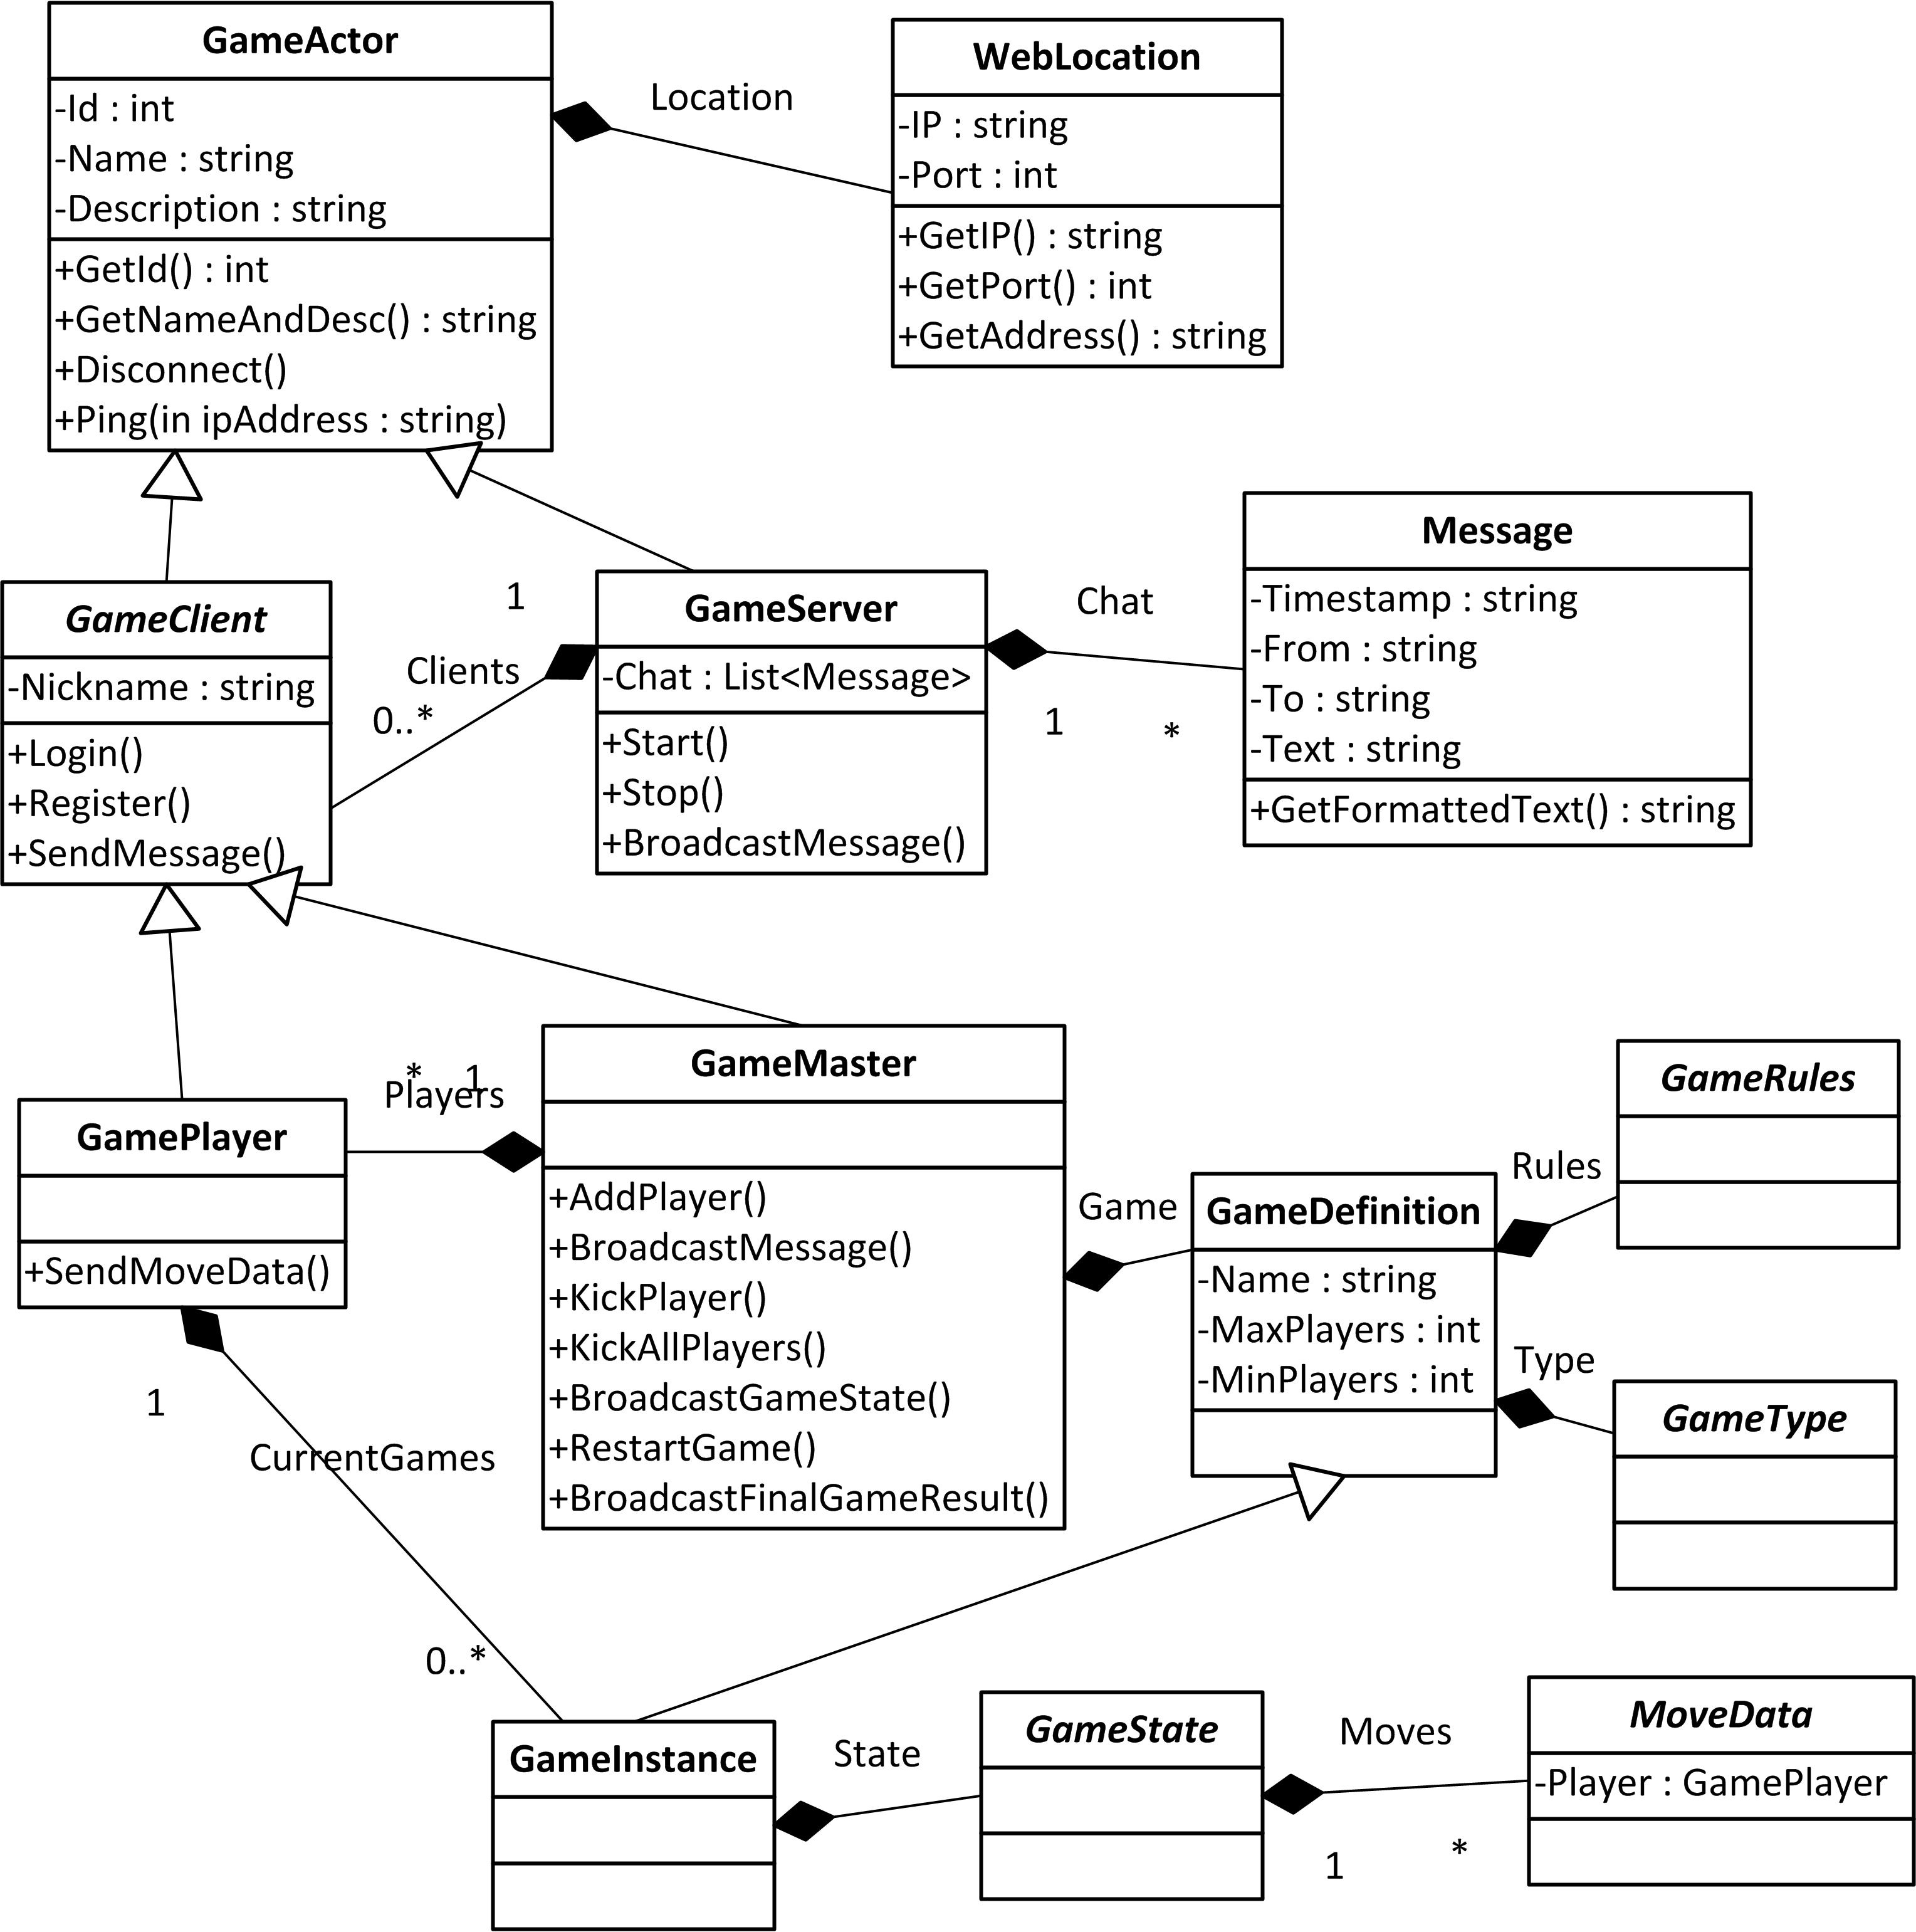 GameActor
-Id : int
-Name : string
-Description : string
+GetId() : int
+GetNameAndDesc() : string
+Disconnect()
+Ping(in ipAddress : string)
Location
WebLocation
-IP : string
-Port : int
+GetIP() : string
+GetPort() : int
+GetAddress() : string
GameClient
-Nickname : string
+Login()
+Register()
+SendMessage()
1
Clients
0..*
GameServer
-Chat : List<Message>
+Start()
+Stop()
+BroadcastMessage()
Chat
1
*
Message
-Timestamp : string
-From : string
-To : string
-Text : string
+GetFormattedText() : string
GamePlayer
+SendMoveData()
* 1
Players
GameMaster
+AddPlayer()
+BroadcastMessage()
+KickPlayer()
+KickAllPlayers()
+BroadcastGameState()
+RestartGame()
+BroadcastFinalGameResult()
Game
GameDefinition
-Name : string
-MaxPlayers : int
-MinPlayers : int
Rules
GameRules
Type
GameType
1
CurrentGames
0..*
GameInstance
State
GameState
Moves
1
*
MoveData
-Player : GamePlayer